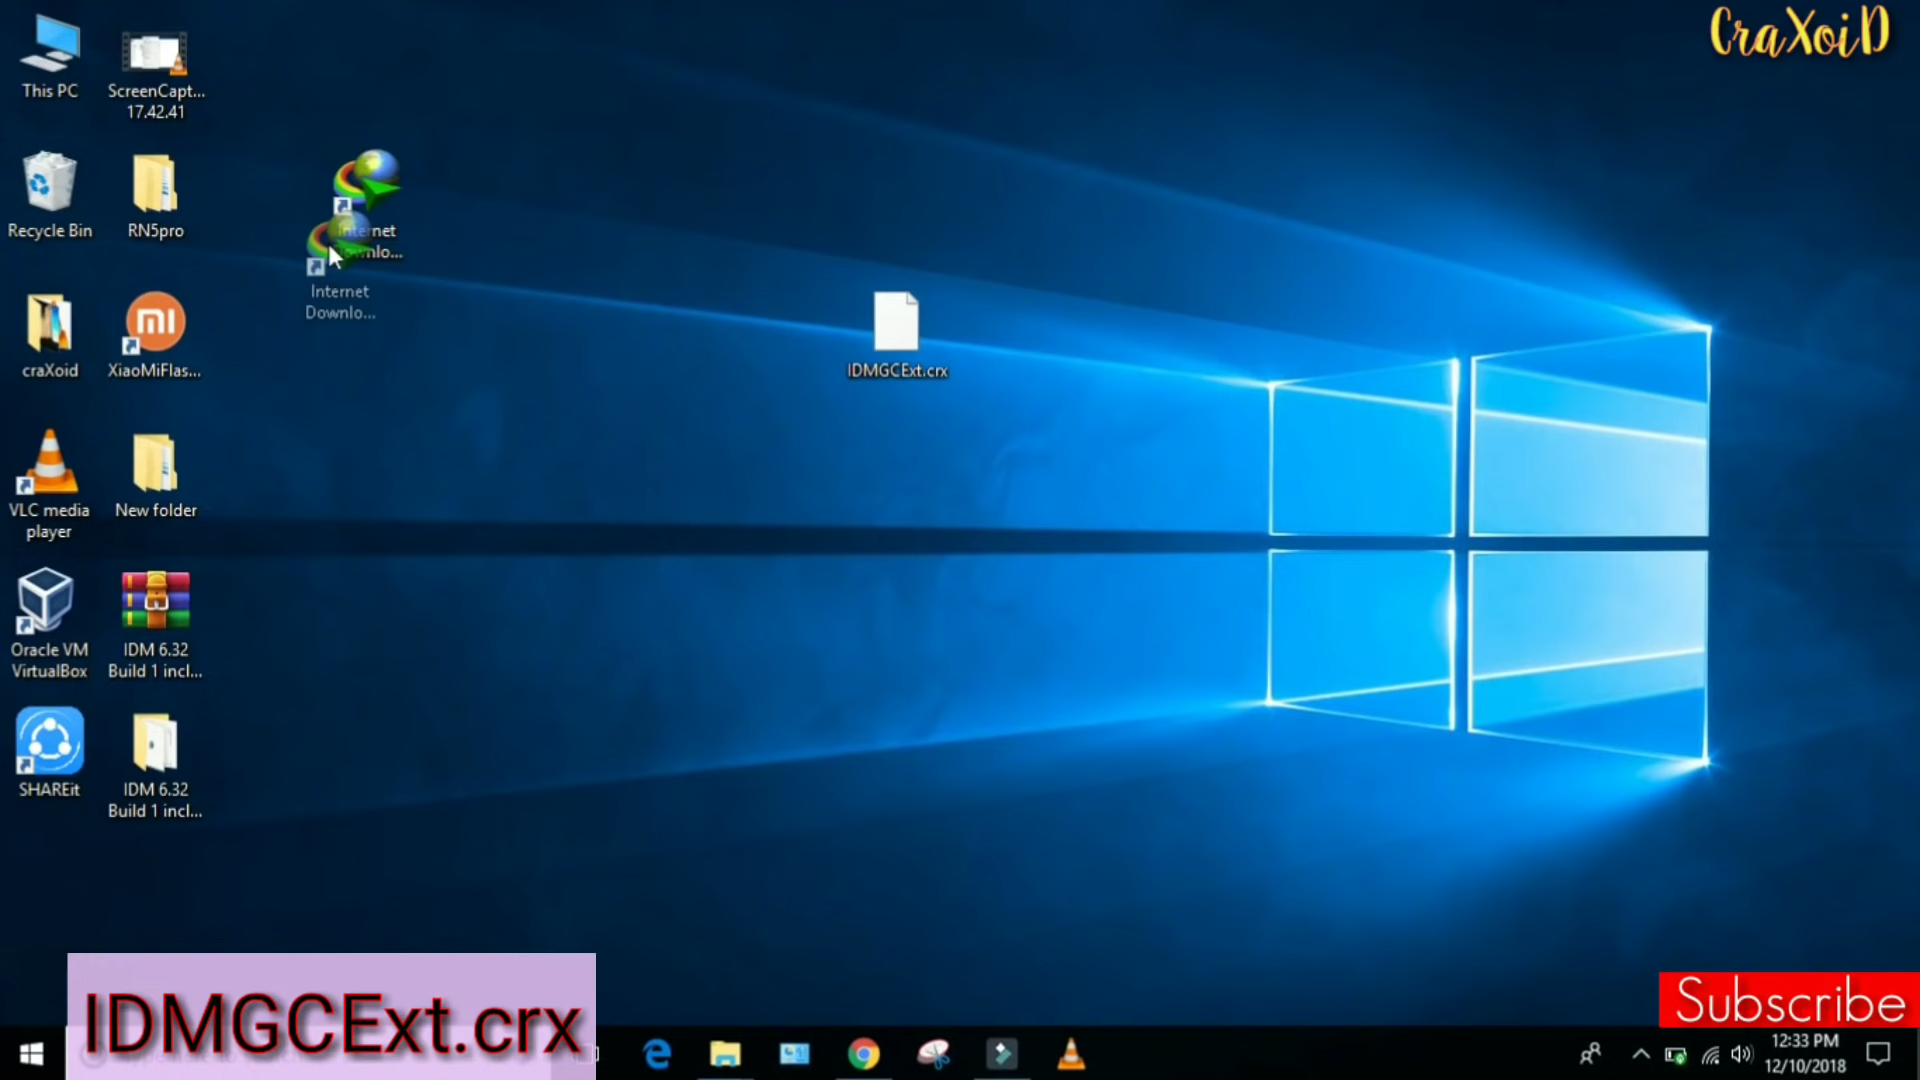 CraXoiD
This PC
ScreenCapt...
17.42.41
Recycle Bin
RN5pro
Internet
Downlo...
Internet
Downlo...
craXoid
XiaoMiFlas...
IDMGCExt.crx
VLC media
player
New folder
Oracle VM
VirtualBox
IDM 6.32
Build 1 incl...
SHAREit
IDM 6.32
Build 1 incl...
IDMGCExt.crx
Subscribe
12:33 PM
12/10/2018